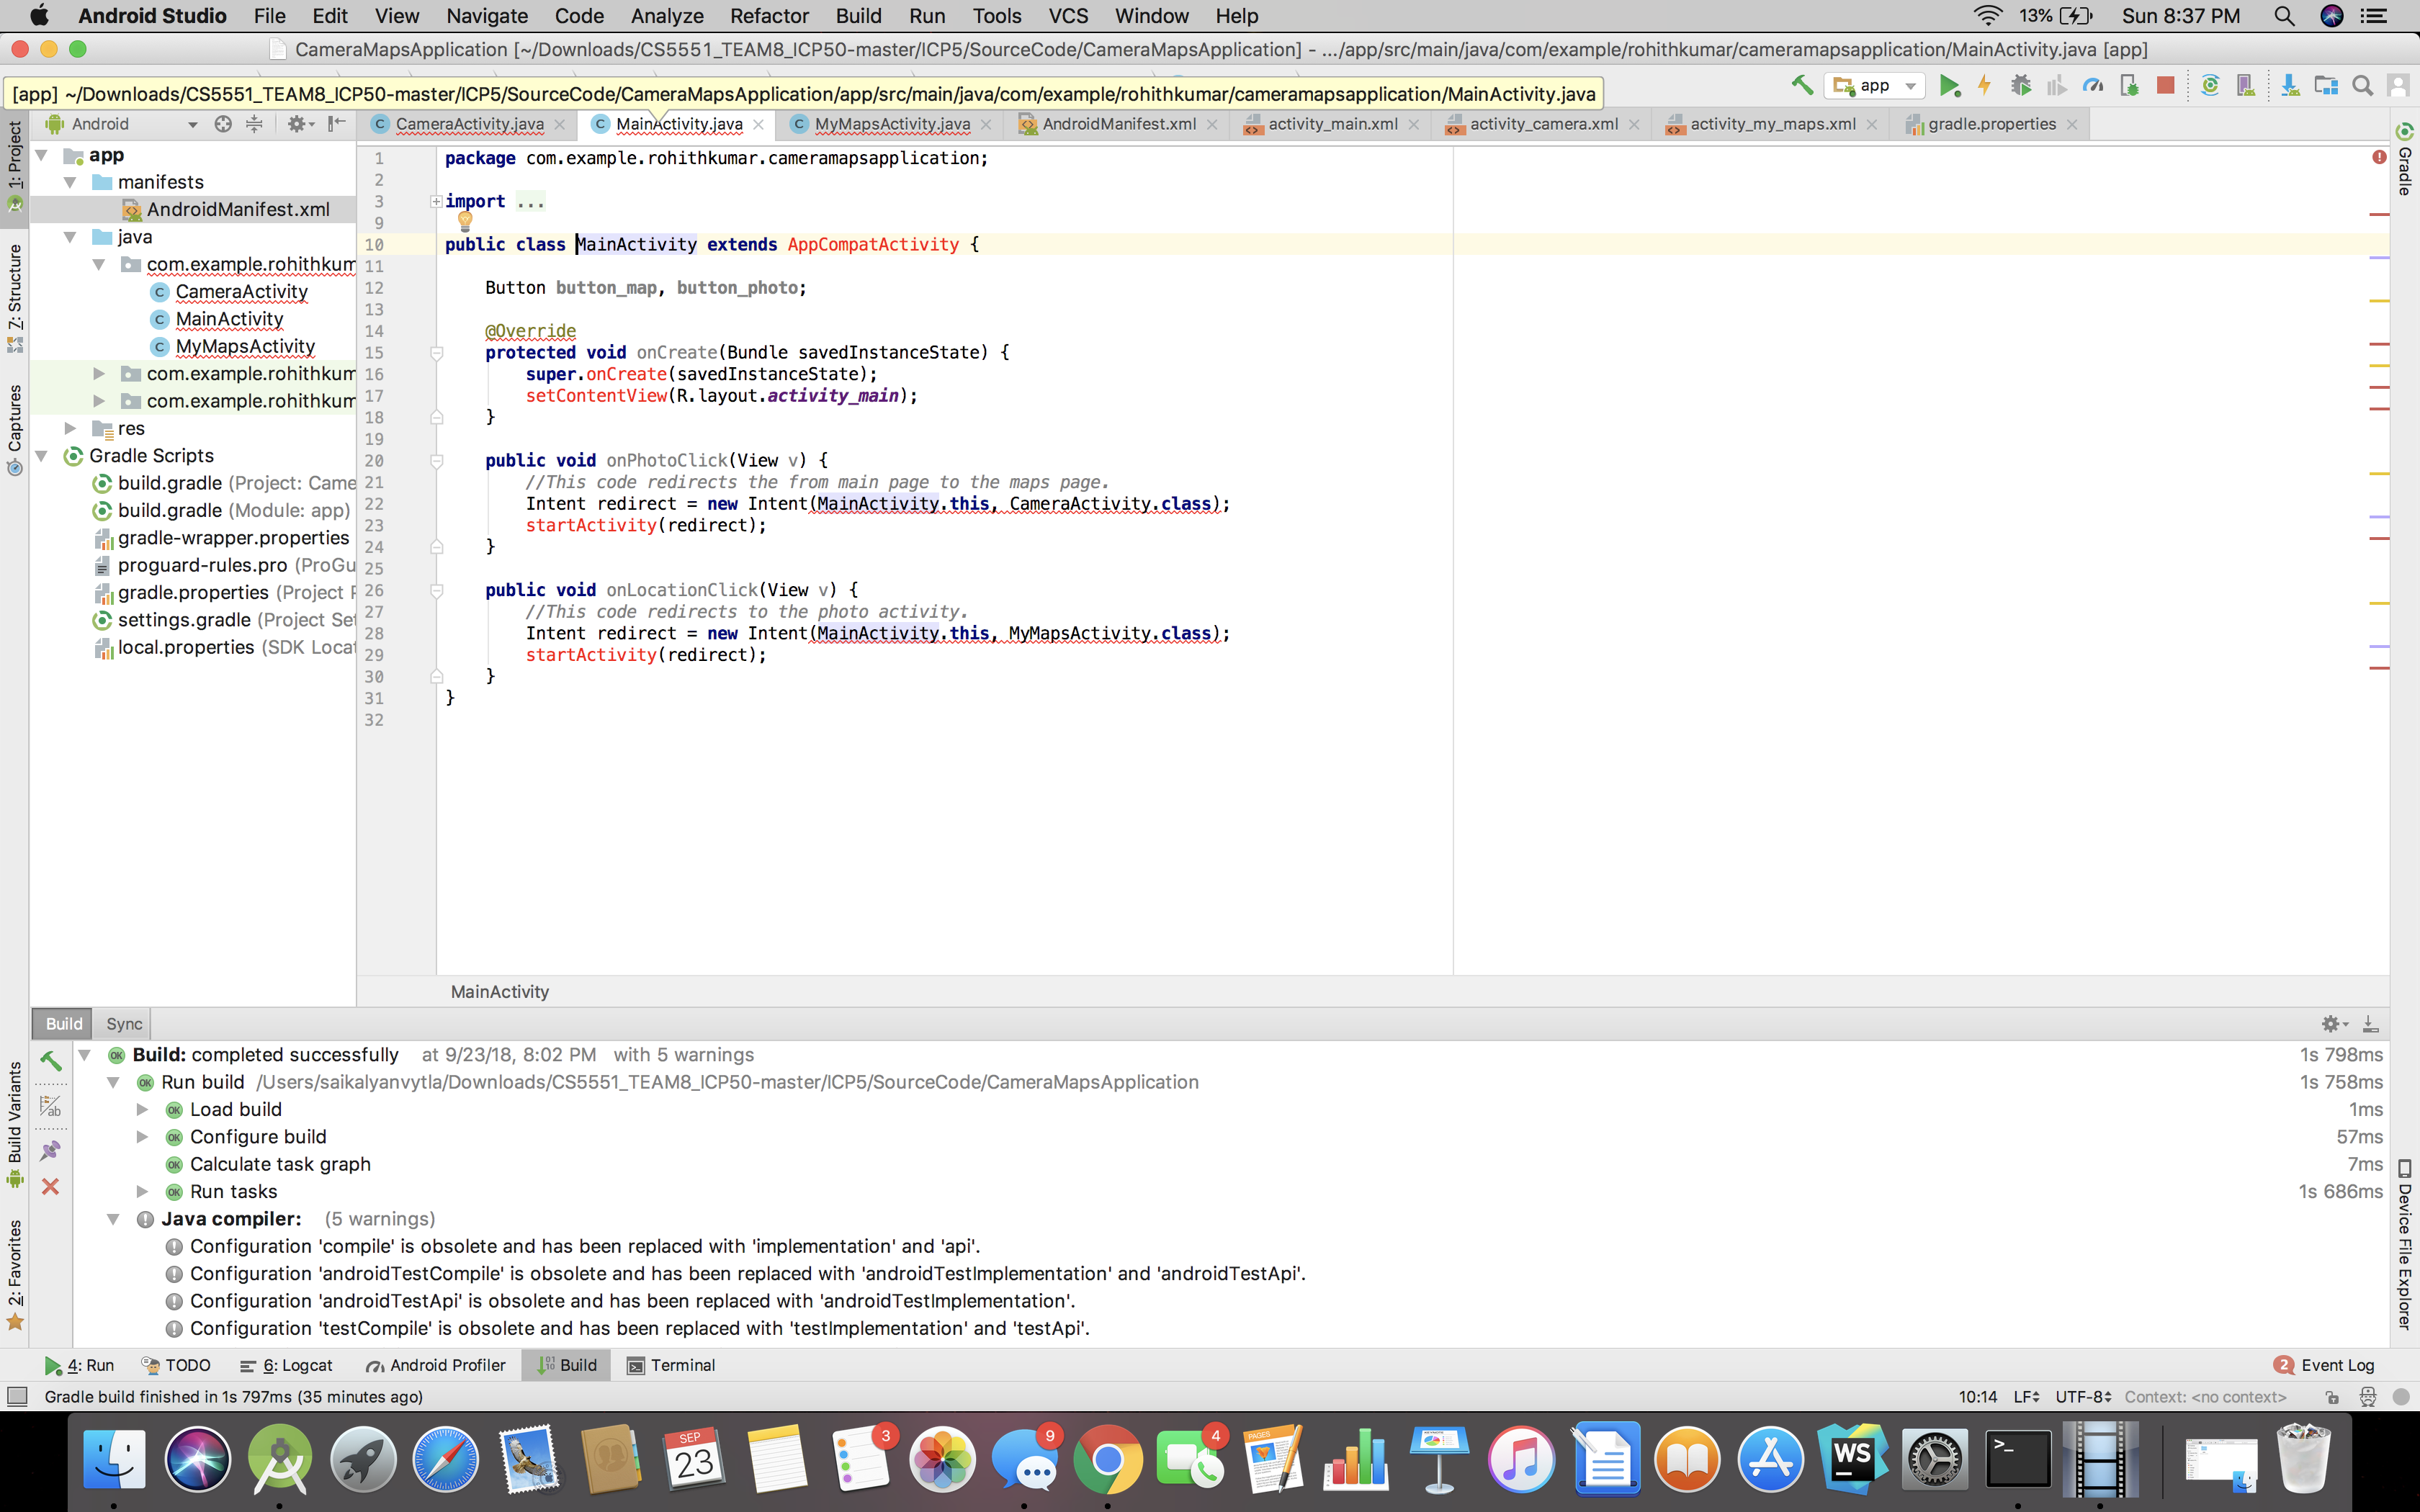 Android Studio File Edit View Navigate Code Analyze Refactor Build Run Tools VCS Window Help 13% Sun 8:37 PM
CameraMapsApplication [~/Downloads/CS5551_TEAM8_ICP50-master/ICP5/SourceCode/CameraMapsApplication] - .../app/src/main/java/com/example/rohithkumar/cameramapsapplication/MainActivity.java [app]
[app] ~/Downloads/CS5551_TEAM8_ICP50-master/ICP5/SourceCode/CameraMapsApplication/app/src/main/java/com/example/rohithkumar/cameramapsapplication/MainActivity.java
app
Android CameraActivity.java MainActivity.java MyMapsActivity.java AndroidManifest.xml activity_main.xml activity_camera.xml activity_my_maps.xml gradle.properties
1: Project
7: Structure
Captures
Build Variants
2: Favorites
app
manifests
AndroidManifest.xml
java
com.example.rohithkum
CameraActivity
MainActivity
MyMapsActivity
com.example.rohithkum
com.example.rohithkum
res
Gradle Scripts
build.gradle (Project: Came
build.gradle (Module: app)
gradle-wrapper.properties
proguard-rules.pro (ProGu
gradle.properties (Project P
settings.gradle (Project Set
local.properties (SDK Locat
1 package com.example.rohithkumar.cameramapsapplication;
2
3 import ...
9
10 public class MainActivity extends AppCompatActivity {
11
12 Button button_map, button_photo;
13
14 @Override
15 protected void onCreate(Bundle savedInstanceState) {
16 super.onCreate(savedInstanceState);
17 setContentView(R.layout.activity_main);
18 }
19
20 public void onPhotoClick(View v) {
21 //This code redirects the from main page to the maps page.
22 Intent redirect = new Intent(MainActivity.this, CameraActivity.class);
23 startActivity(redirect);
24 }
25
26 public void onLocationClick(View v) {
27 //This code redirects to the photo activity.
28 Intent redirect = new Intent(MainActivity.this, MyMapsActivity.class);
29 startActivity(redirect);
30 }
31 }
32
MainActivity
Gradle
Device File Explorer
Build Sync
Build: completed successfully at 9/23/18, 8:02 PM with 5 warnings 1s 798ms
Run build /Users/saikalyanvytla/Downloads/CS5551_TEAM8_ICP50-master/ICP5/SourceCode/CameraMapsApplication 1s 758ms
Load build 1ms
Configure build 57ms
Calculate task graph 7ms
Run tasks 1s 686ms
Java compiler: (5 warnings)
Configuration 'compile' is obsolete and has been replaced with 'implementation' and 'api'.
Configuration 'androidTestCompile' is obsolete and has been replaced with 'androidTestImplementation' and 'androidTestApi'.
Configuration 'androidTestApi' is obsolete and has been replaced with 'androidTestImplementation'.
Configuration 'testCompile' is obsolete and has been replaced with 'testImplementation' and 'testApi'.
4: Run TODO 6: Logcat Android Profiler Build Terminal 2 Event Log
Gradle build finished in 1s 797ms (35 minutes ago) 10:14 LF UTF-8 Context: <no context>
SEP
23
3
9
4
PAGES
WS